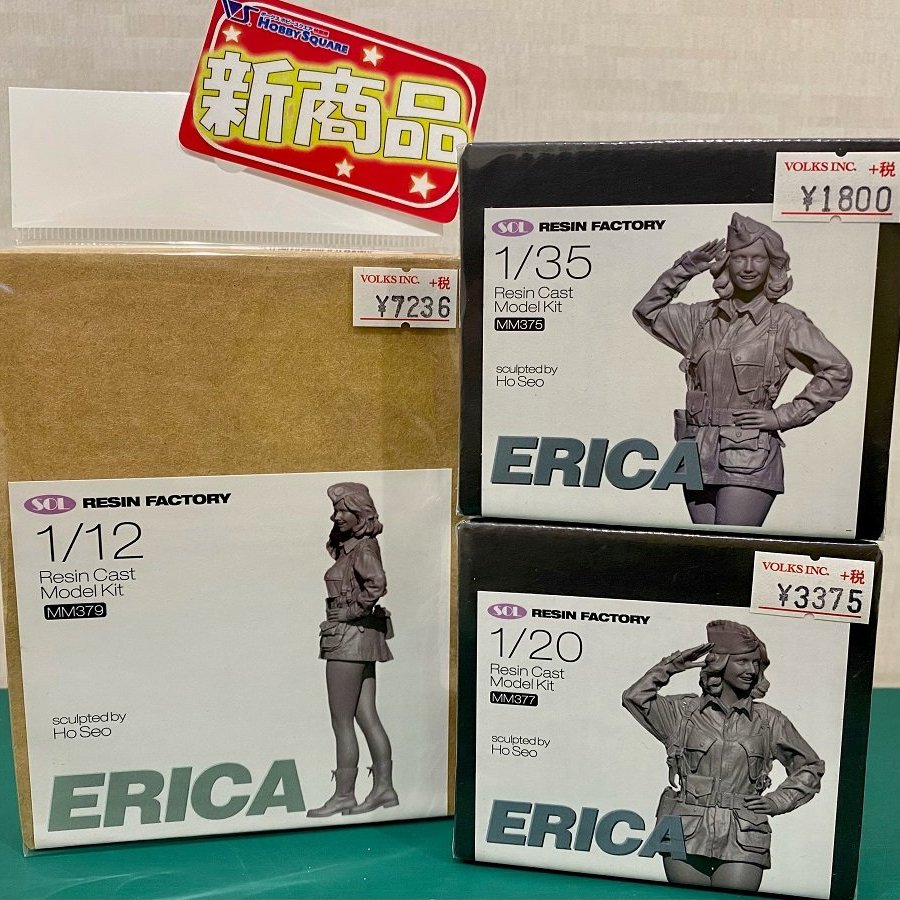 HOBBY SQUARE
新商品
VOLKS INC. +税
¥7236
SOL RESIN FACTORY
1/12
Resin Cast
Model Kit
MM379
sculpted by
Ho Seo
ERICA
VOLKS INC. +税
¥1800
SOL RESIN FACTORY
1/35
Resin Cast
Model Kit
MM375
sculpted by
Ho Seo
ERICA
VOLKS INC. +税
¥3375
SOL RESIN FACTORY
1/20
Resin Cast
Model Kit
MM377
sculpted by
Ho Seo
ERICA